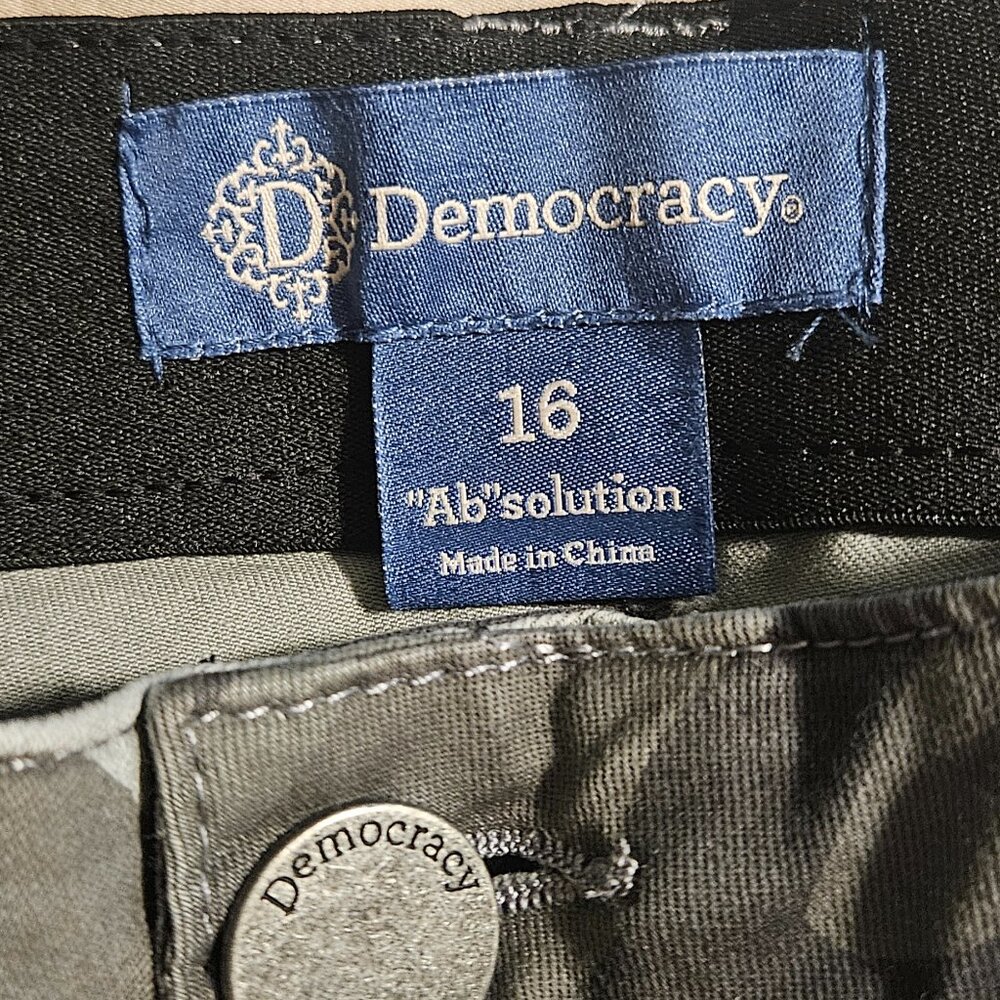 D Democracy®
16
"Ab"solution
Made in China
Democracy